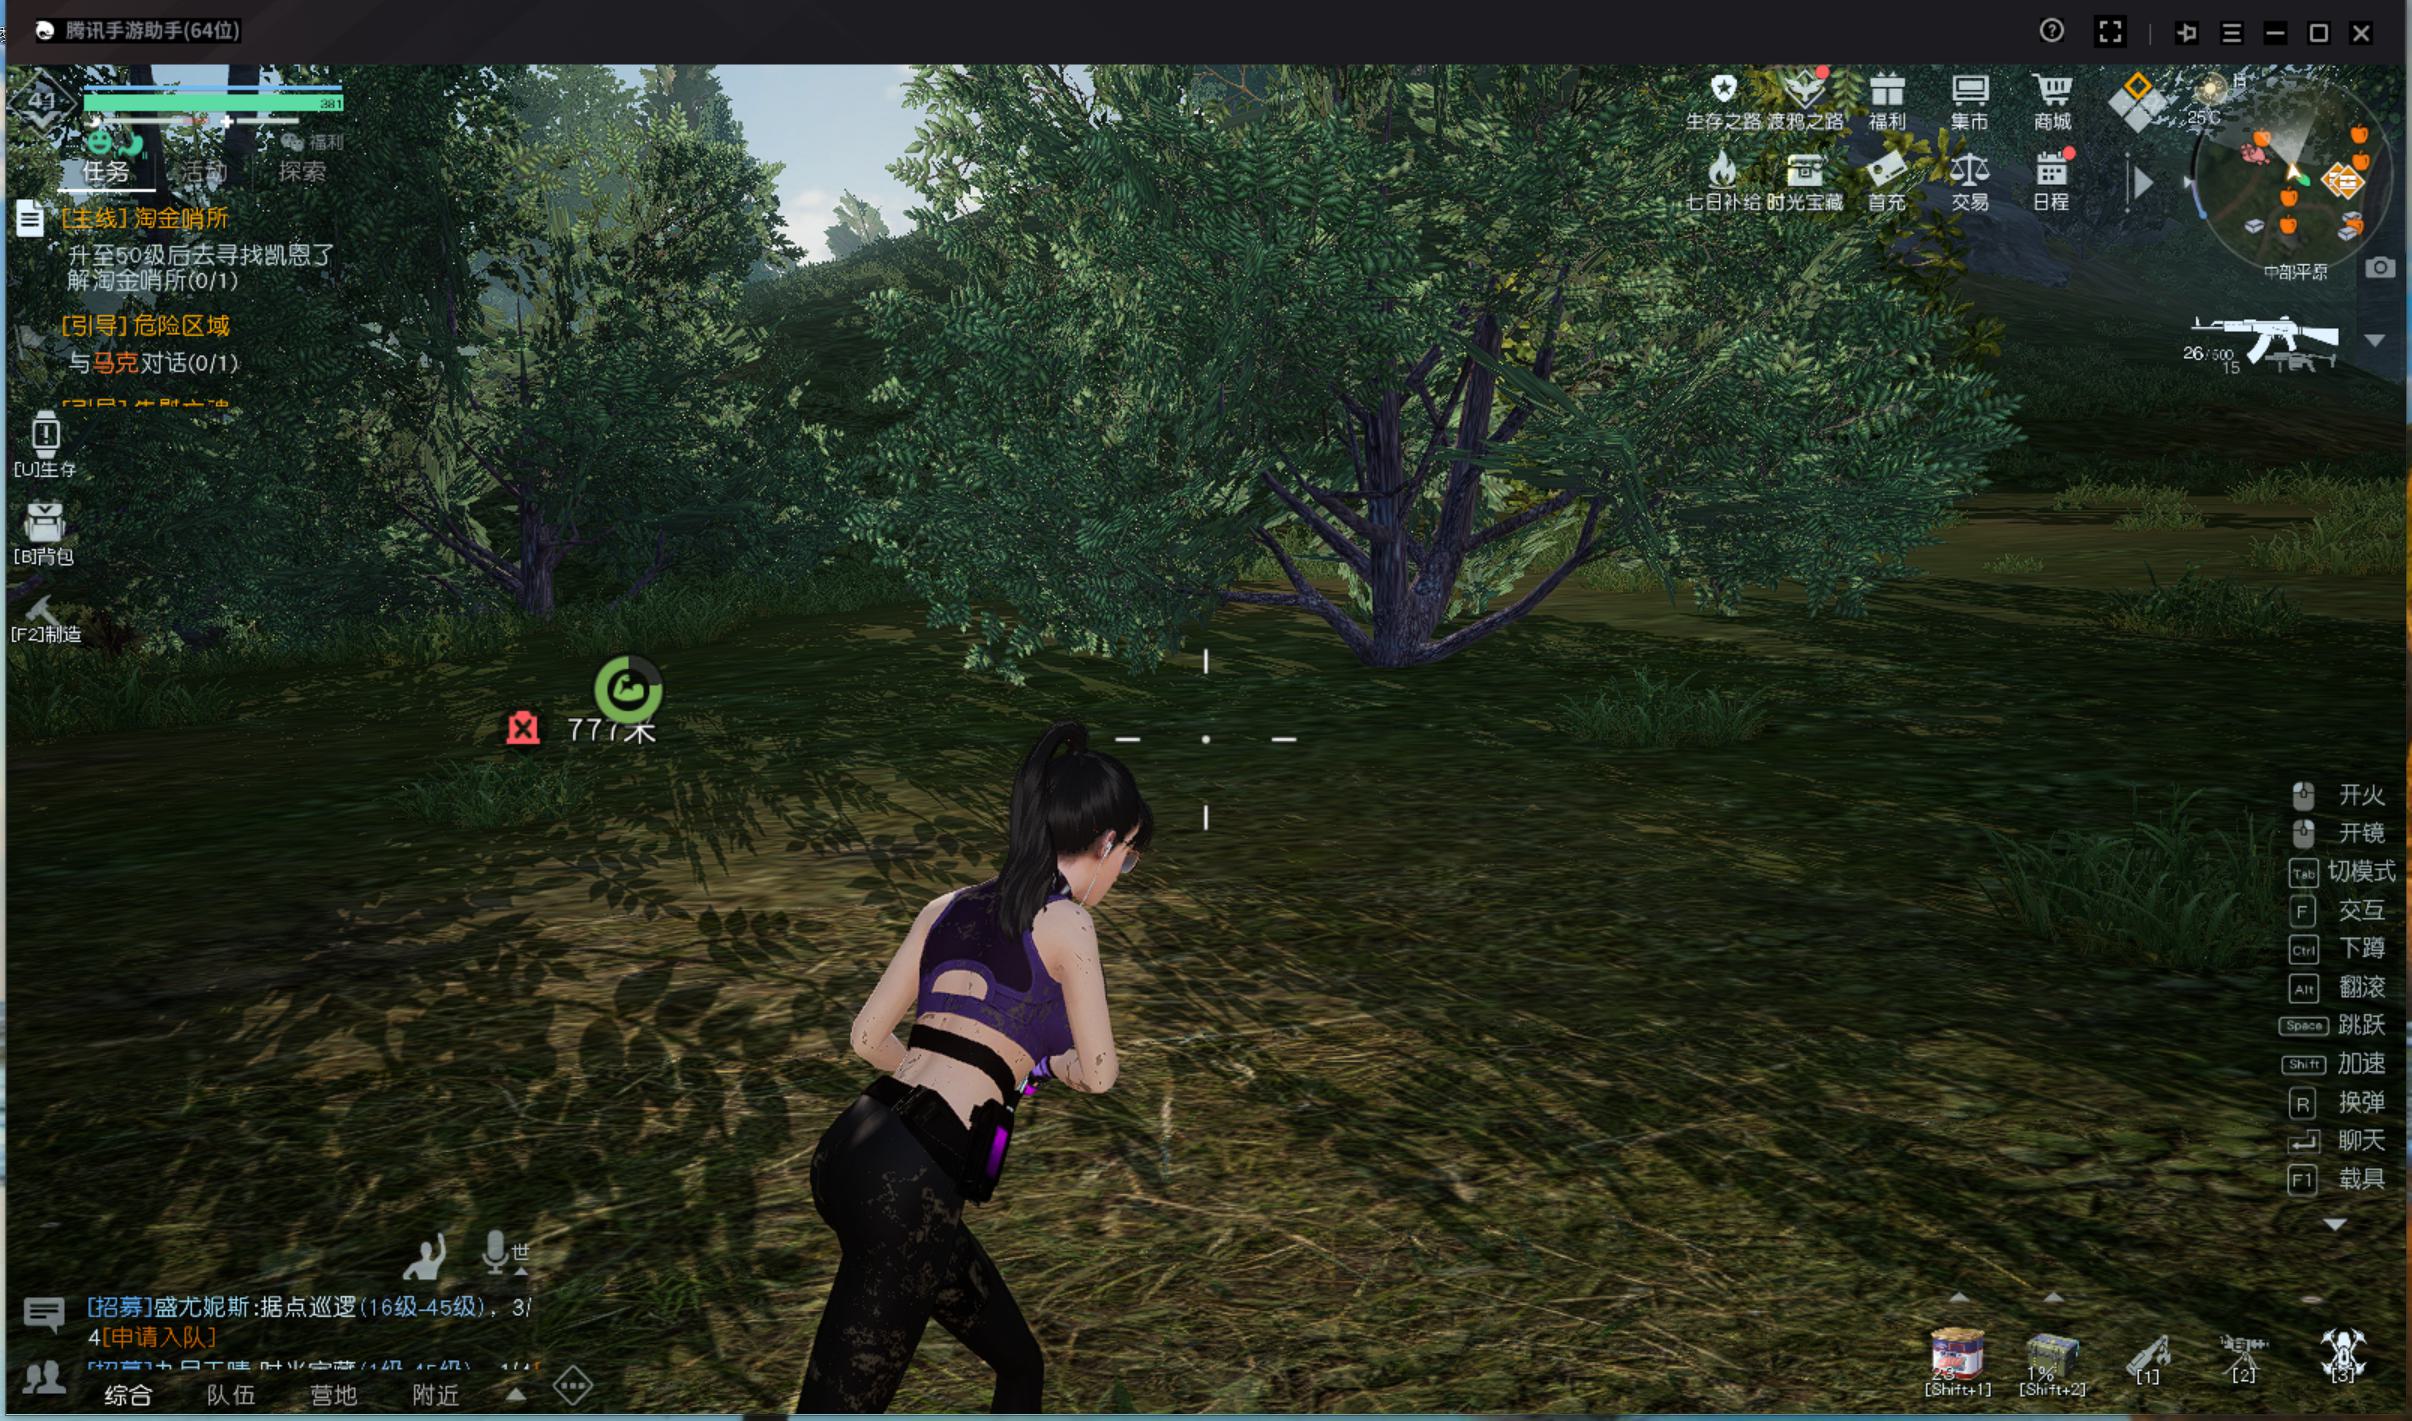 腾讯手游助手(64位)
41
381
福利
任务
活动
探索
[主线]淘金哨所
升至50级后去寻找凯恩了
解淘金哨所(0/1)
[引导]危险区域
与马克对话(0/1)
[U]生存
[B]背包
[F2]制造
777米
生存之路
渡鸦之路
福利
集市
商城
25℃
七日补给
时光宝藏
首充
交易
日程
中部平原
26/500
15
开火
开镜
Tab 切模式
F 交互
Ctrl 下蹲
Alt 翻滚
Space 跳跃
Shift 加速
R 换弹
聊天
F1 载具
世
[招募]盛尤妮斯:据点巡逻(16级-45级), 3/
4[申请入队]
综合
队伍
营地
附近
23
[Shift+1]
1%
[Shift+2]
[1]
[2]
[3]